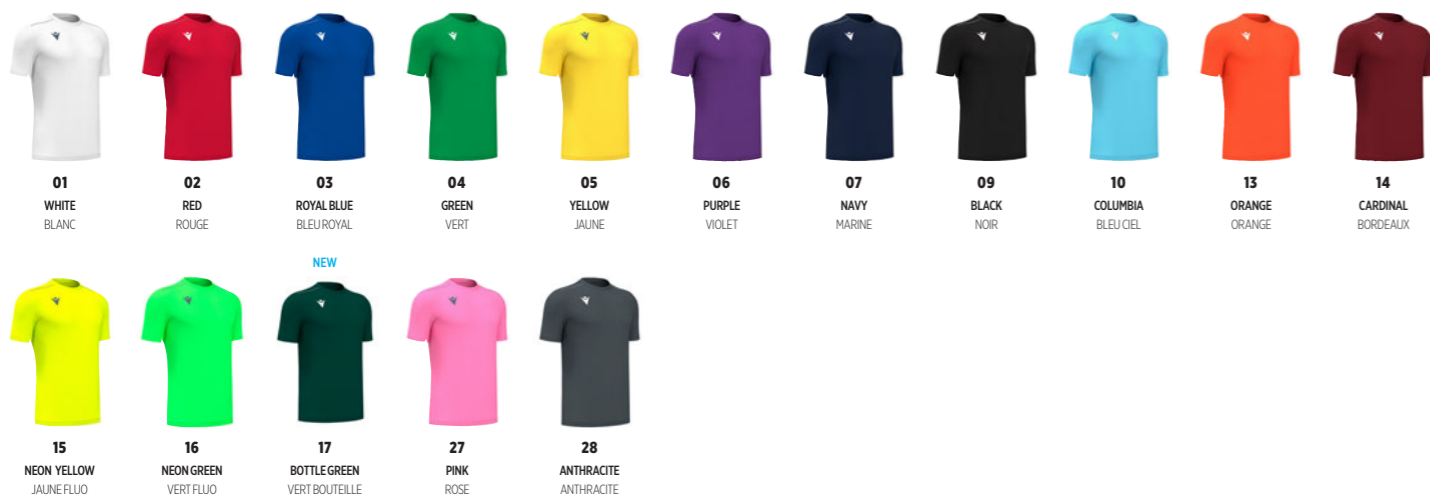 01
WHITE
BLANC
02
RED
ROUGE
03
ROYAL BLUE
BLEU ROYAL
04
GREEN
VERT
05
YELLOW
JAUNE
06
PURPLE
VIOLET
07
NAVY
MARINE
09
BLACK
NOIR
10
COLUMBIA
BLEU CIEL
13
ORANGE
ORANGE
14
CARDINAL
BORDEAUX
15
NEON YELLOW
JAUNE FLUO
16
NEON GREEN
VERT FLUO
NEW
17
BOTTLE GREEN
VERT BOUTEILLE
27
PINK
ROSE
28
ANTHRACITE
ANTHRACITE